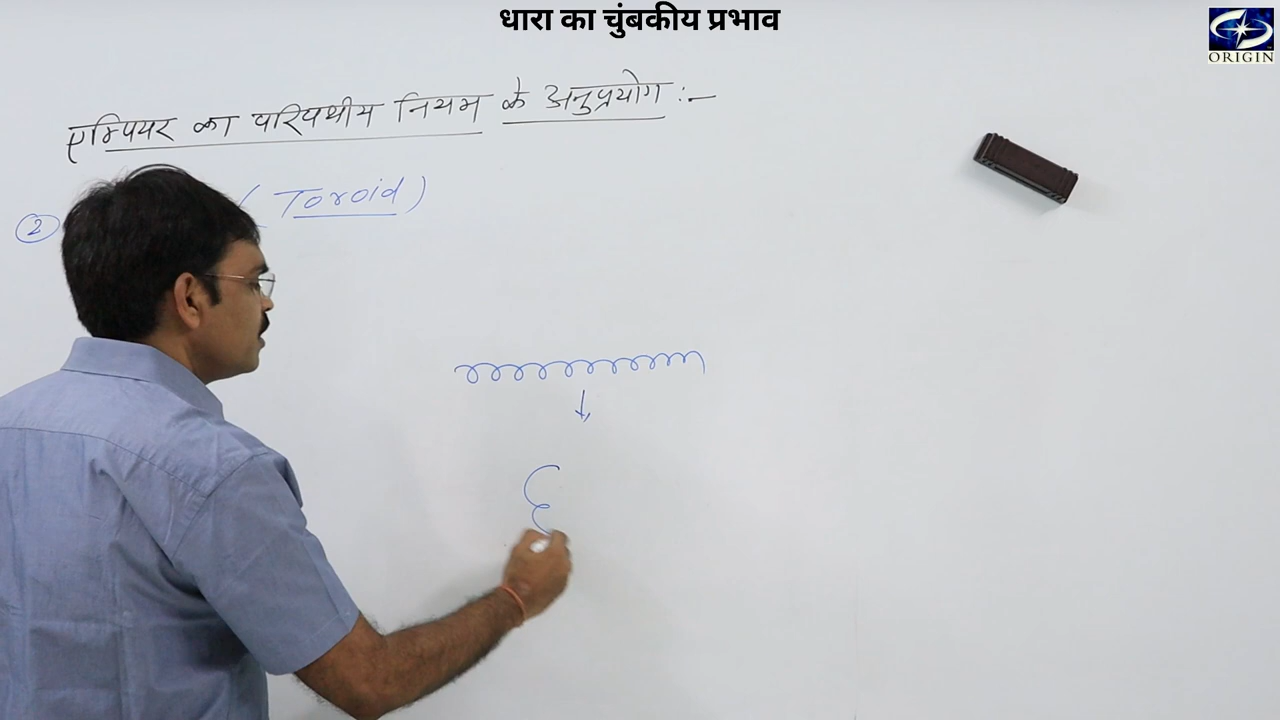 धारा का चुंबकीय प्रभाव
ORIGIN
एम्पियर का परिपथीय नियम के अनुप्रयोग :-
2 ( Toroid )